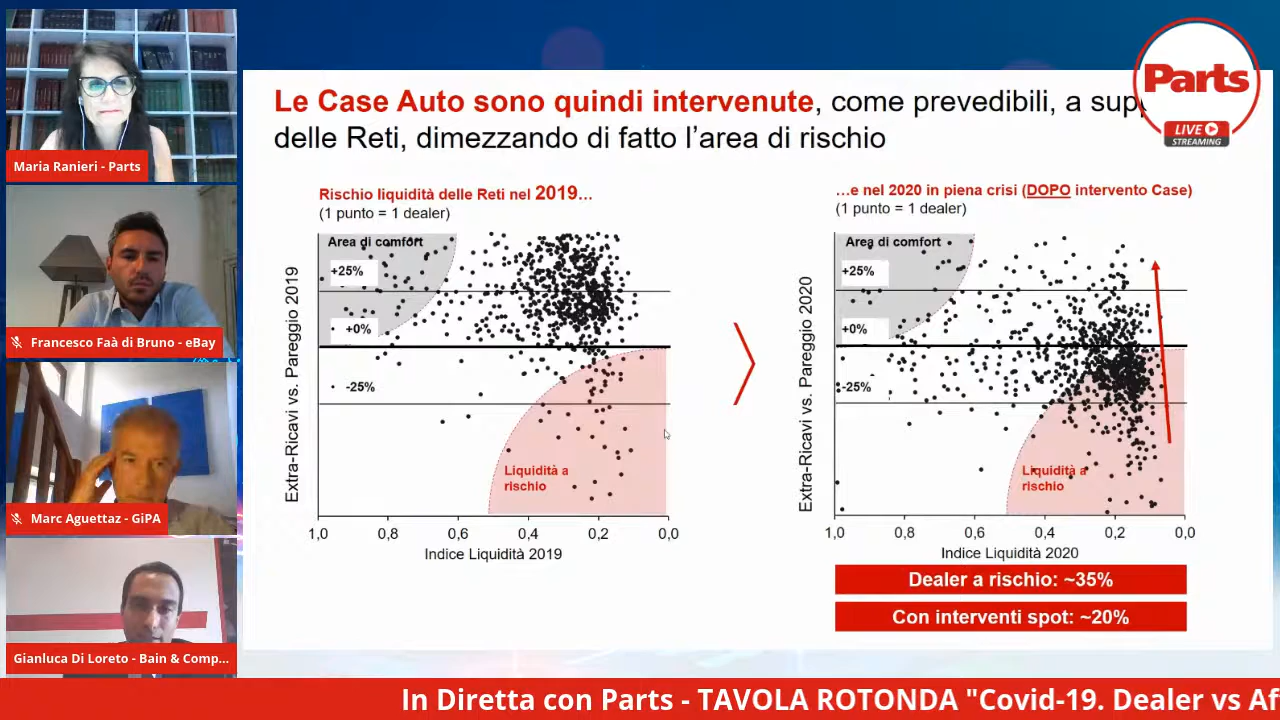 Maria Ranieri - Parts
Francesco Faà di Bruno - eBay
Marc Aguettaz - GiPA
Gianluca Di Loreto - Bain & Comp...
Parts
LIVE
STREAMING
Le Case Auto sono quindi intervenute, come prevedibili, a
delle Reti, dimezzando di fatto l'area di rischio
Rischio liquidità delle Reti nel 2019...
(1 punto = 1 dealer)
Area di comfort
+25%
+0%
-25%
Extra-Ricavi vs. Pareggio 2019
Liquidità a
rischio
1,0 0,8 0,6 0,4 0,2 0,0
Indice Liquidità 2019
...e nel 2020 in piena crisi (DOPO intervento Case)
(1 punto = 1 dealer)
Area di comfort
+25%
+0%
-25%
Extra-Ricavi vs. Pareggio 2020
Liquidità a
rischio
1,0 0,8 0,6 0,4 0,2 0,0
Indice Liquidità 2020
Dealer a rischio: ~35%
Con interventi spot: ~20%
In Diretta con Parts - TAVOLA ROTONDA "Covid-19. Dealer vs Af